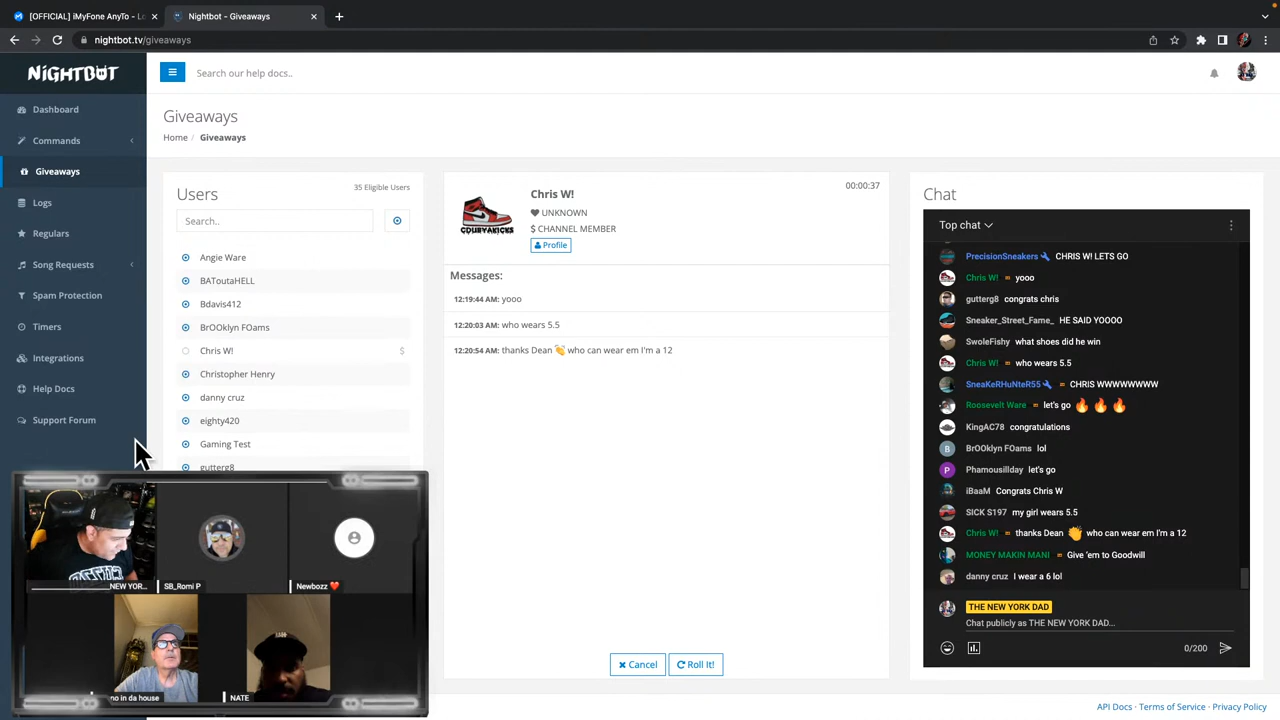 [OFFICIAL] iMyFone AnyTo - Lo
Nightbot - Giveaways
nightbot.tv/giveaways
NIGHTBOT
Search our help docs..
Dashboard
Commands
Giveaways
Logs
Regulars
Song Requests
Spam Protection
Timers
Integrations
Help Docs
Support Forum
Giveaways
Home / Giveaways
Users
35 Eligible Users
Search..
Angie Ware
BAToutaHELL
Bdavis412
BrOOklyn FOams
Chris W! $
Christopher Henry
danny cruz
eighty420
Gaming Test
gutterg8
NEW YOR...
SB_Romi P
Newbozz ❤️
no in da house
NATE
COURVAKICKS
Chris W!
00:00:37
UNKNOWN
$ CHANNEL MEMBER
Profile
Messages:
12:19:44 AM: yooo
12:20:03 AM: who wears 5.5
12:20:54 AM: thanks Dean 👏 who can wear em I'm a 12
Cancel
Roll It!
Chat
Top chat
PrecisionSneakers CHRIS W! LETS GO
Chris W! yooo
gutterg8 congrats chris
Sneaker_Street_Fame_ HE SAID YOOOO
SwoleFishy what shoes did he win
Chris W! who wears 5.5
SneaKeRHuNteR55 CHRIS WWWWWWWW
Roosevelt Ware let's go 🔥 🔥 🔥
KingAC78 congratulations
B BrOOklyn FOams lol
P Phamousillday let's go
iBaaM Congrats Chris W
SICK S197 my girl wears 5.5
Chris W! thanks Dean 👏 who can wear em I'm a 12
MONEY MAKIN MANI Give 'em to Goodwill
danny cruz I wear a 6 lol
THE NEW YORK DAD
Chat publicly as THE NEW YORK DAD...
0/200
API Docs · Terms of Service · Privacy Policy